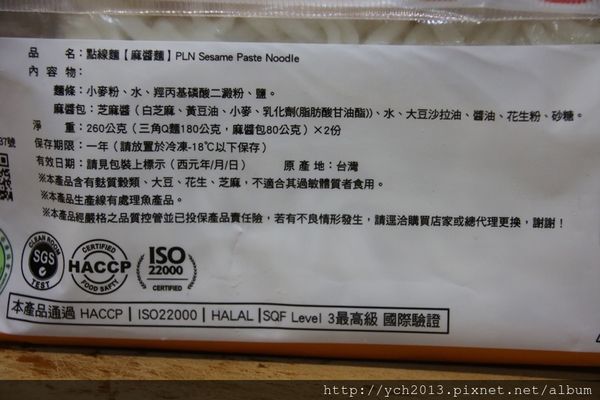 品　名：點線麵【麻醬麵】PLN Sesame Paste Noodle
內容物：
麵條：小麥粉、水、羥丙基磷酸二澱粉、鹽。
麻醬包：芝麻醬（白芝麻、黃豆油、小麥、乳化劑(脂肪酸甘油酯))、水、大豆沙拉油、醬油、花生粉、砂糖。
淨　重：260公克（三角Q麵180公克，麻醬包80公克）×2份
保存期限：一年（請放置於冷凍-18℃以下保存）
有效日期：請見包裝上標示（西元年/月/日）　原產地：台灣
※本產品含有麩質穀類、大豆、花生、芝麻，不適合其過敏體質者食用。
※本產品生產線有處理魚產品。
※本產品經嚴格之品質控管並已投保產品責任險，若有不良情形發生，請逕洽購買店家或總代理更換，謝謝！
37號
CLEAN ROOM
SGS
TEST
CERTIFIED
HACCP
FOOD SAFTY
ISO
22000
CERTIFIED
本產品通過 HACCP | ISO22000 | HALAL |SQF Level 3最高級 國際驗證
http://ych2013.pixnet.net/album